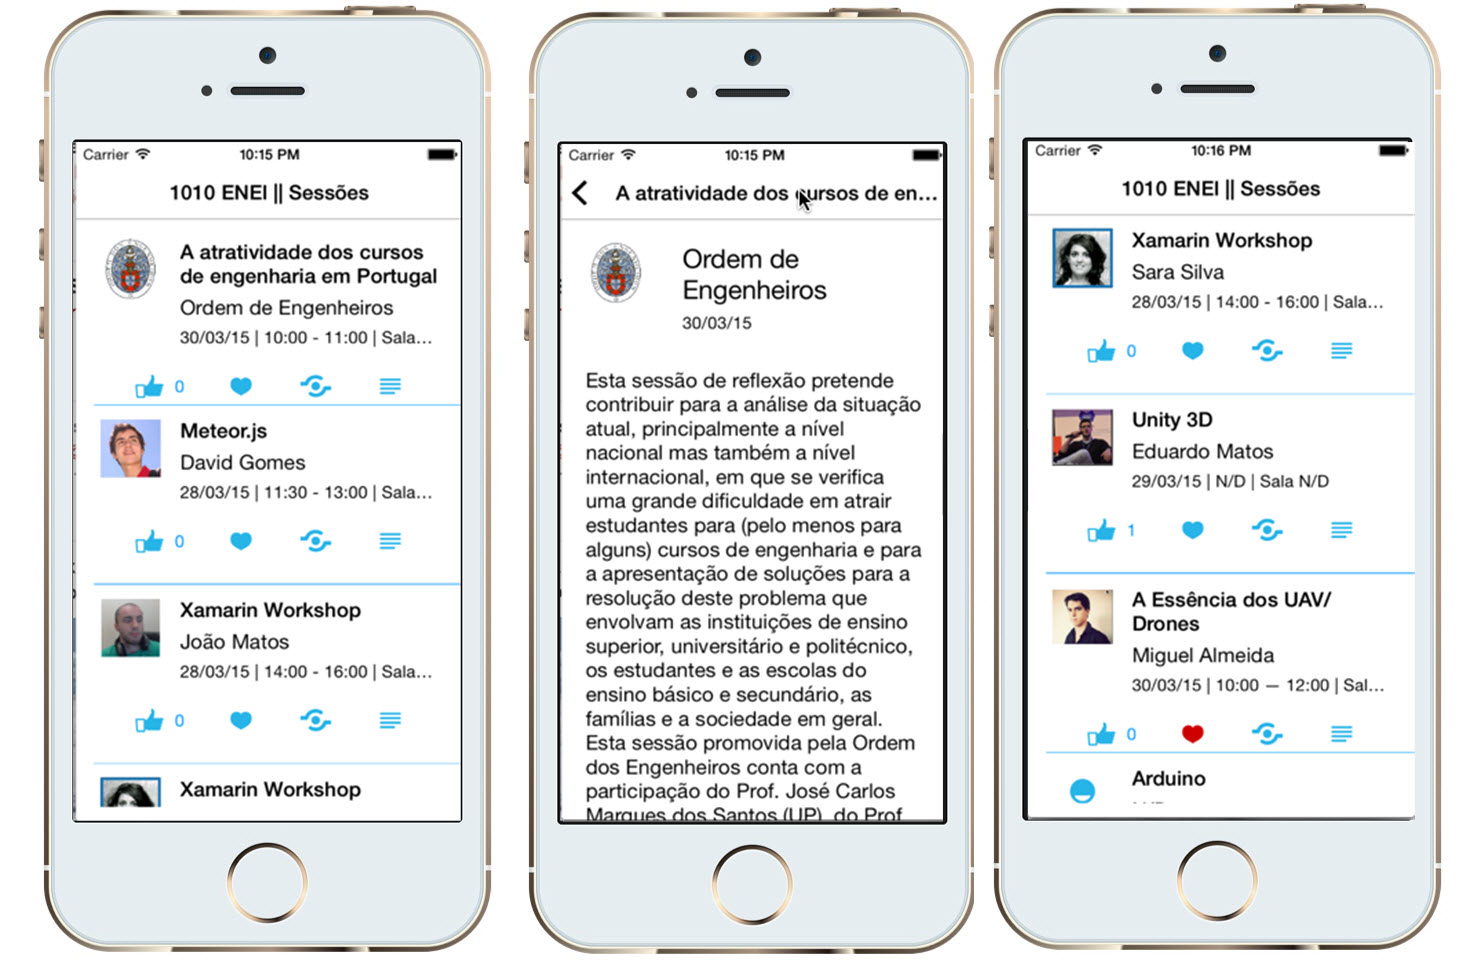 Carrier 10:15 PM
1010 ENEI || Sessões
A atratividade dos cursos
de engenharia em Portugal
Ordem de Engenheiros
30/03/15 | 10:00 - 11:00 | Sala...
0
Meteor.js
David Gomes
28/03/15 | 11:30 - 13:00 | Sala...
0
Xamarin Workshop
João Matos
28/03/15 | 14:00 - 16:00 | Sala...
0
Xamarin Workshop
Carrier 10:15 PM
A atratividade dos cursos de en...
Ordem de
Engenheiros
30/03/15
Esta sessão de reflexão pretende
contribuir para a análise da situação
atual, principalmente a nível
nacional mas também a nível
internacional, em que se verifica
uma grande dificuldade em atrair
estudantes para (pelo menos para
alguns) cursos de engenharia e para
a apresentação de soluções para a
resolução deste problema que
envolvam as instituições de ensino
superior, universitário e politécnico,
os estudantes e as escolas do
ensino básico e secundário, as
famílias e a sociedade em geral.
Esta sessão promovida pela Ordem
dos Engenheiros conta com a
participação do Prof. José Carlos
Marques dos Santos (UP), do Prof.
Carrier 10:16 PM
1010 ENEI || Sessões
Xamarin Workshop
Sara Silva
28/03/15 | 14:00 - 16:00 | Sala...
0
Unity 3D
Eduardo Matos
29/03/15 | N/D | Sala N/D
1
A Essência dos UAV/
Drones
Miguel Almeida
30/03/15 | 10:00 — 12:00 | Sal...
0
Arduino